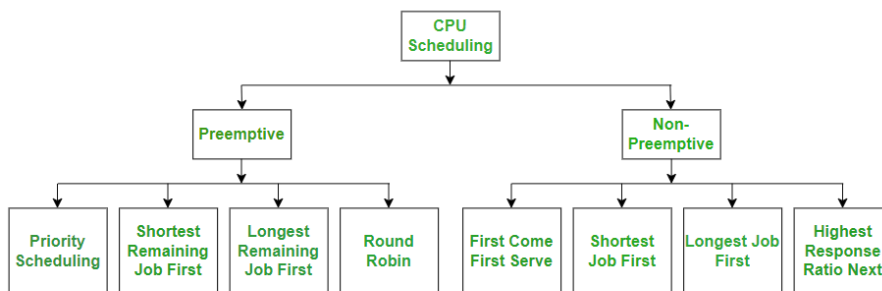 CPU
Scheduling
Preemptive
Non-
Preemptive
Priority
Scheduling
Shortest
Remaining
Job First
Longest
Remaining
Job First
Round
Robin
First Come
First Serve
Shortest
Job First
Longest Job
First
Highest
Response
Ratio Next